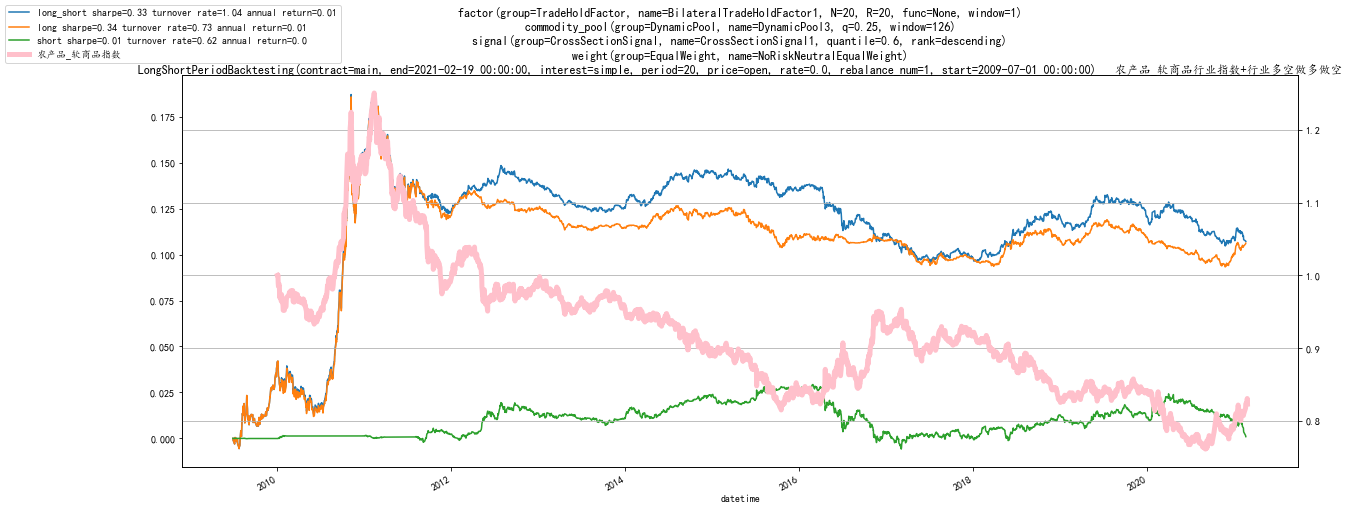 long_short sharpe=0.33 turnover rate=1.04 annual return=0.01
long sharpe=0.34 turnover rate=0.73 annual return=0.01
short sharpe=0.01 turnover rate=0.62 annual return=0.0
农产品_软商品指数
factor(group=TradeHoldFactor, name=BilateralTradeHoldFactor1, N=20, R=20, func=None, window=1)
commodity_pool(group=DynamicPool, name=DynamicPool3, q=0.25, window=126)
signal(group=CrossSectionSignal, name=CrossSectionSignal1, quantile=0.6, rank=descending)
weight(group=EqualWeight, name=NoRiskNeutralEqualWeight)
LongShortPeriodBacktesting(contract=main, end=2021-02-19 00:00:00, interest=simple, period=20, price=open, rate=0.0, rebalance_num=1, start=2009-07-01 00:00:00) 农产品_软商品行业指数+行业多空做多做空
0.175
0.150
0.125
0.100
0.075
0.050
0.025
0.000
1.2
1.1
1.0
0.9
0.8
2010
2012
2014
2016
2018
2020
datetime